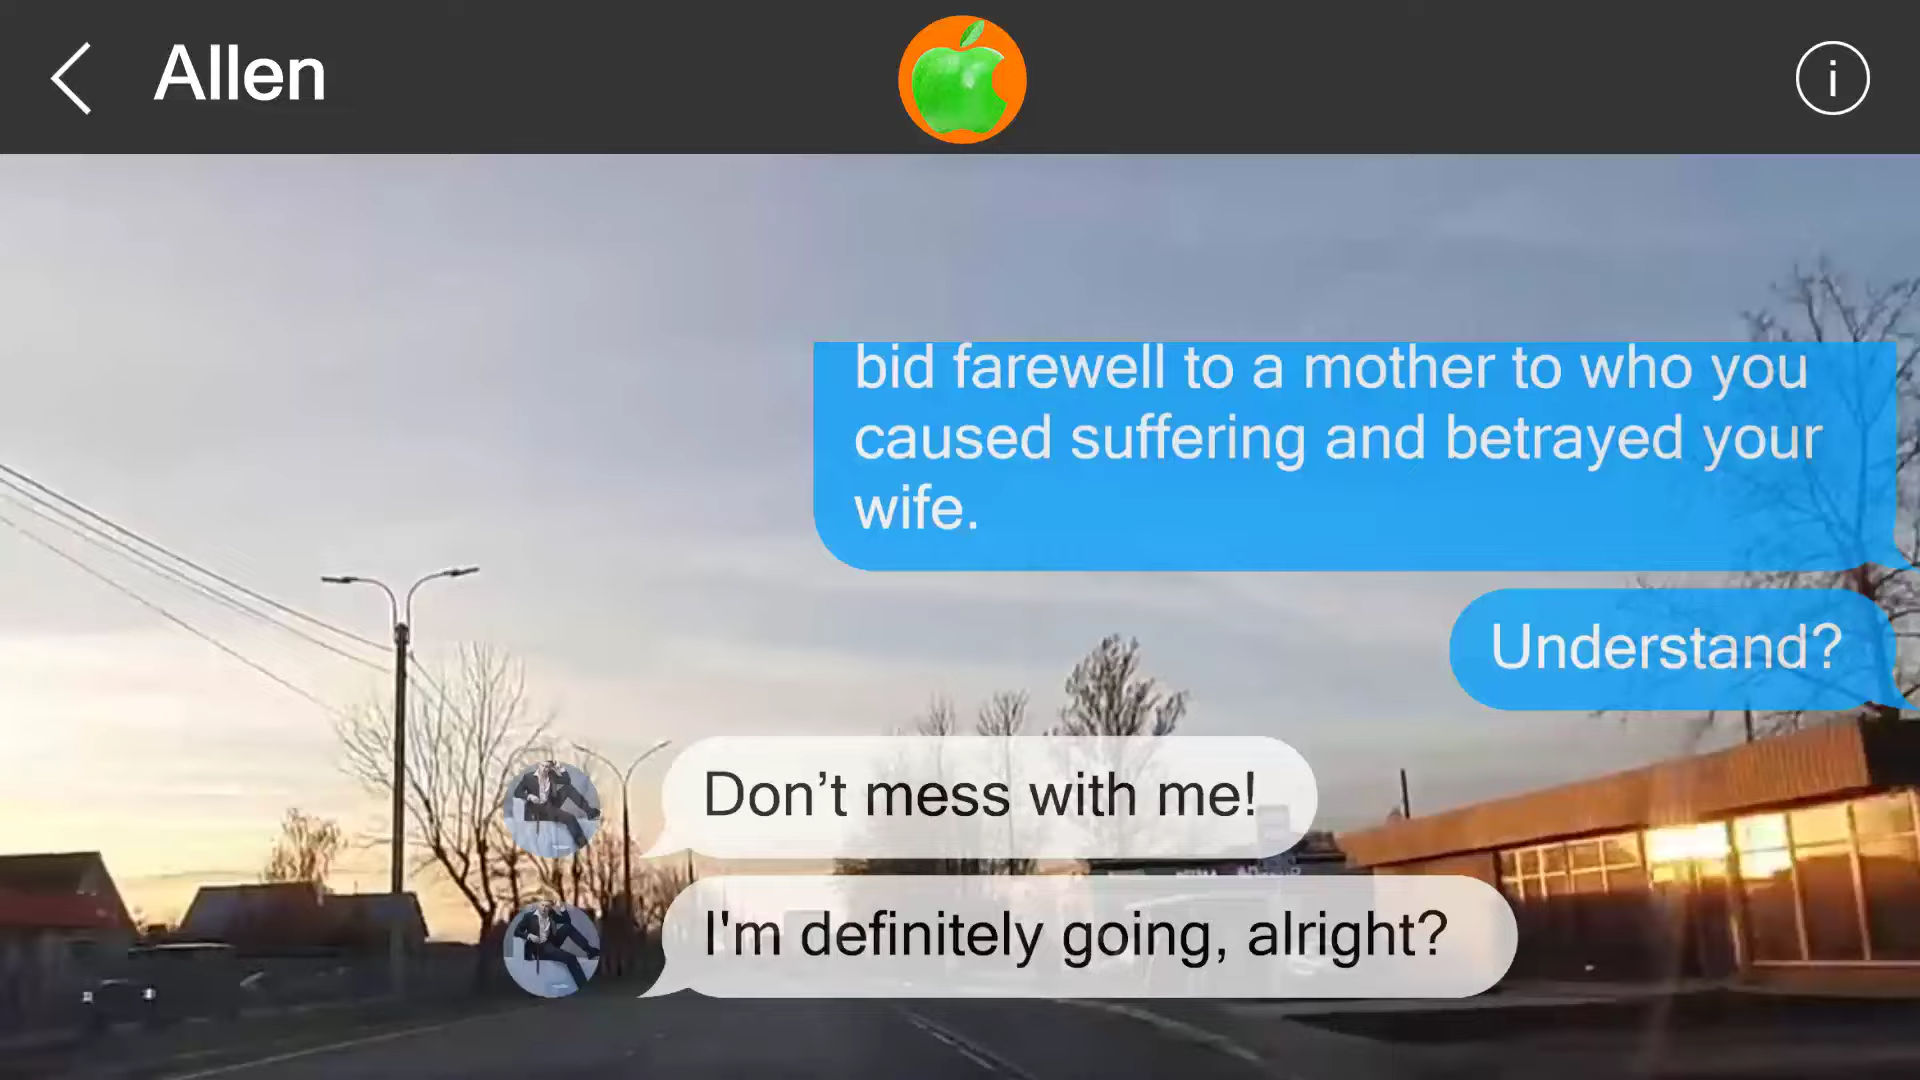 Allen
bid farewell to a mother to who you
caused suffering and betrayed your
wife.
Understand?
Don’t mess with me!
I'm definitely going, alright?